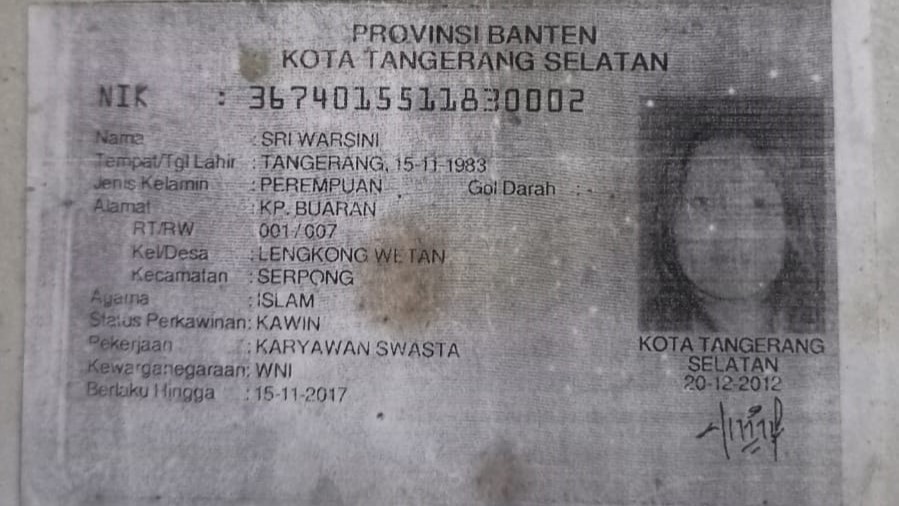 PROVINSI BANTEN
KOTA TANGERANG SELATAN
NIK : 3674015511830002
Nama : SRI WARSINI
Tempat/Tgl Lahir : TANGERANG, 15-11-1983
Jenis Kelamin : PEREMPUAN Gol Darah : -
Alamat : KP. BUARAN
RT/RW 001/007
Kel/Desa : LENGKONG WETAN
Kecamatan : SERPONG
Agama : ISLAM
Status Perkawinan: KAWIN
Pekerjaan : KARYAWAN SWASTA
Kewarganegaraan: WNI
Berlaku Hingga : 15-11-2017
KOTA TANGERANG
SELATAN
20-12-2012